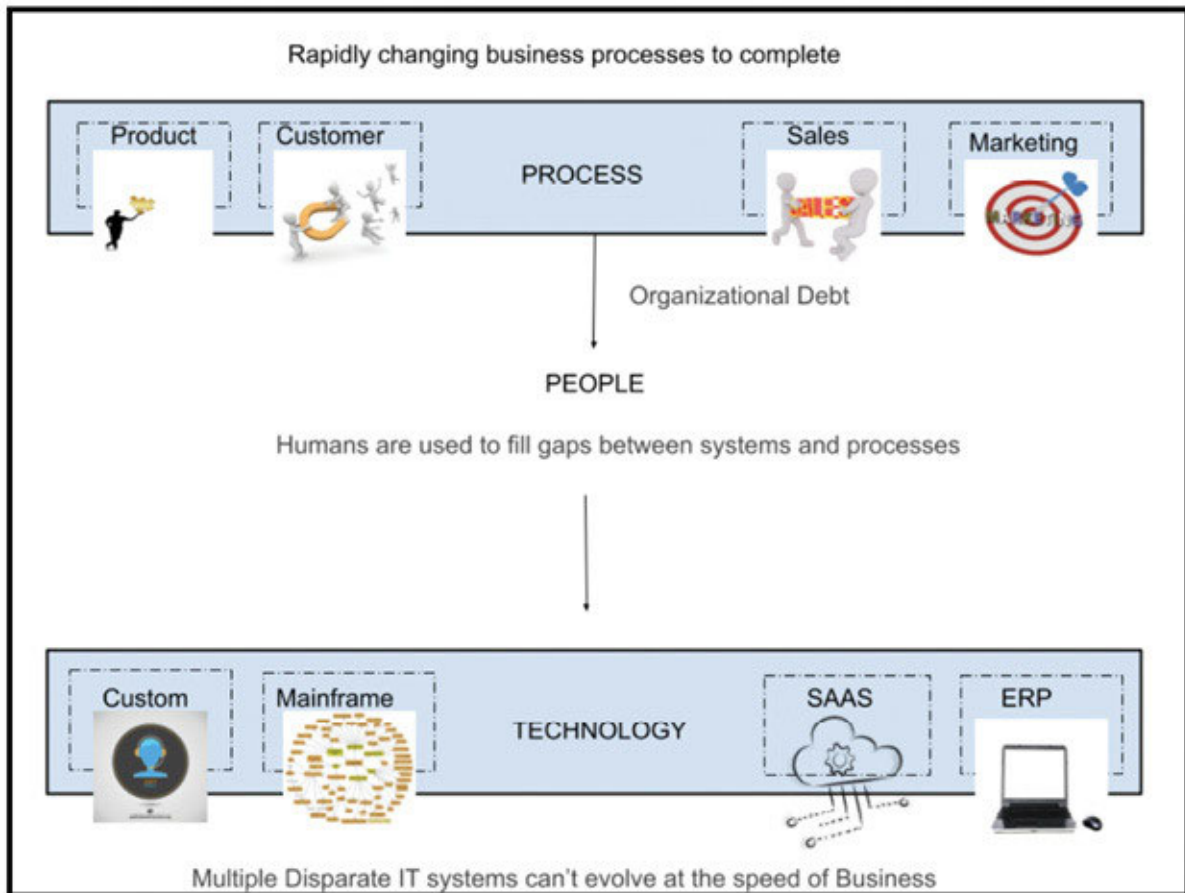 Rapidly changing business processes to complete
Product
Customer
PROCESS
Sales
Marketing
Organizational Debt
PEOPLE
Humans are used to fill gaps between systems and processes
Custom
Mainframe
TECHNOLOGY
SAAS
ERP
Multiple Disparate IT systems can't evolve at the speed of Business